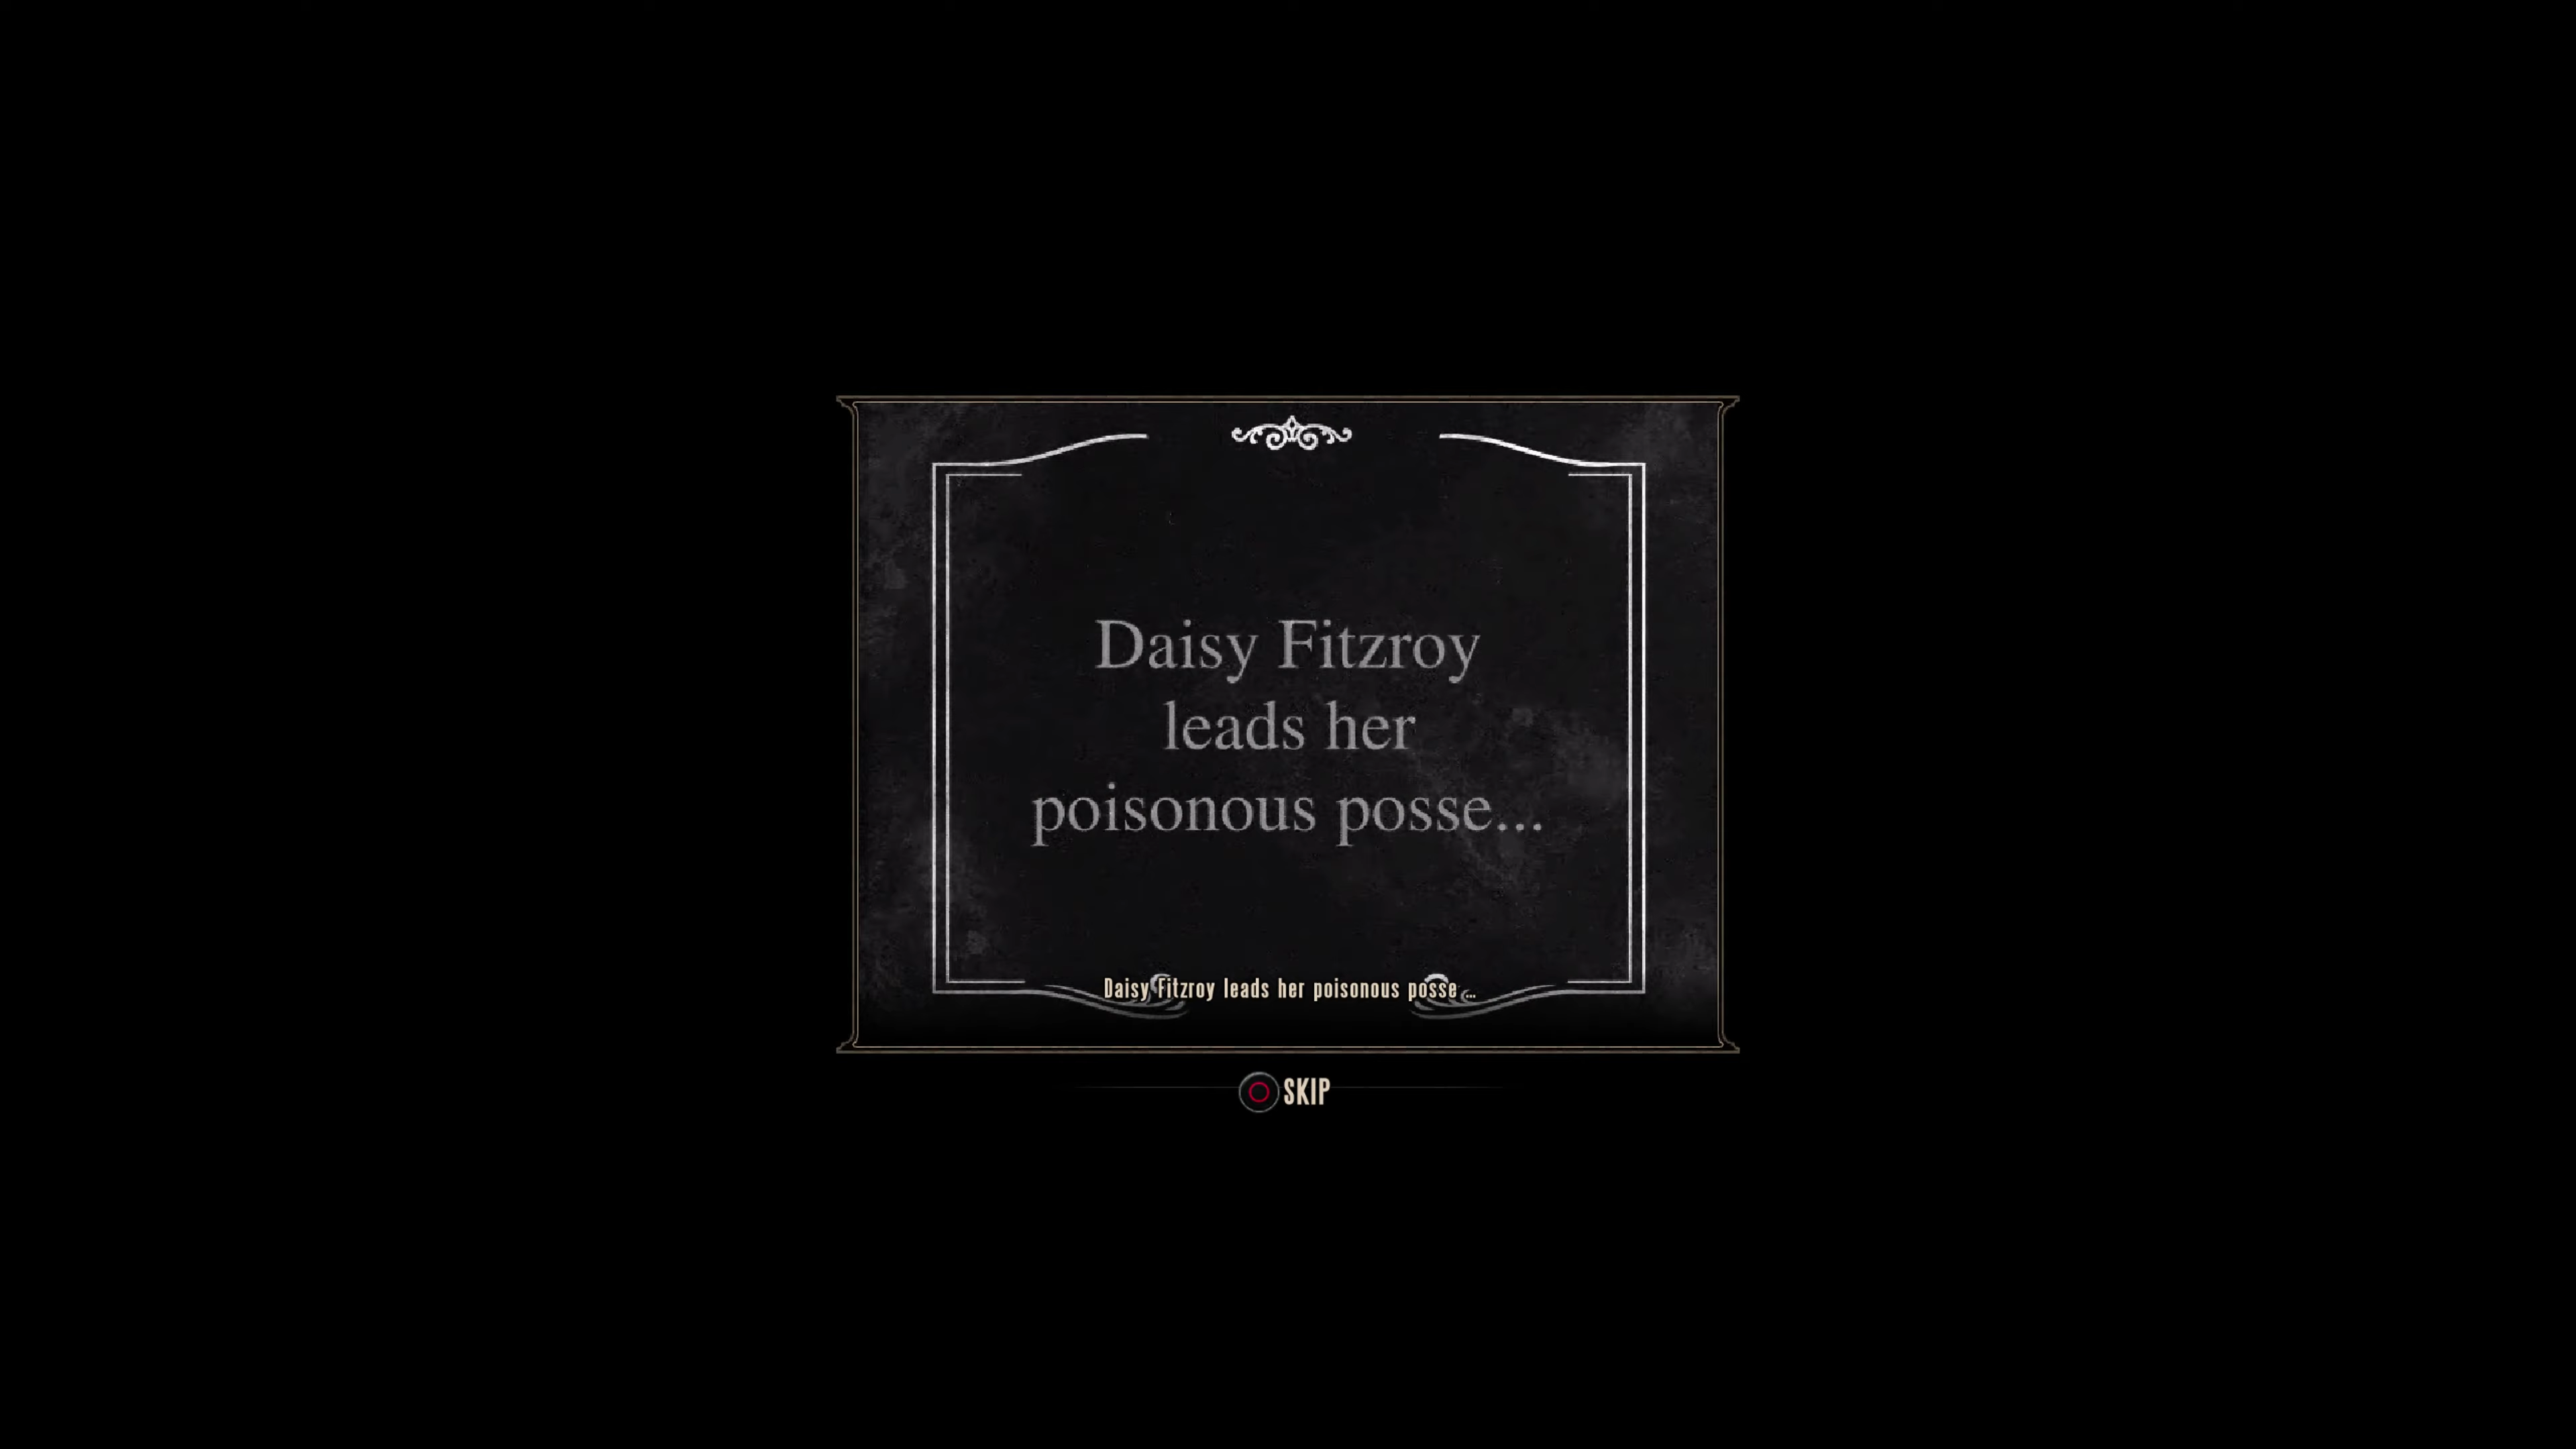 Daisy Fitzroy
leads her
poisonous posse...
Daisy Fitzroy leads her poisonous posse ...
SKIP